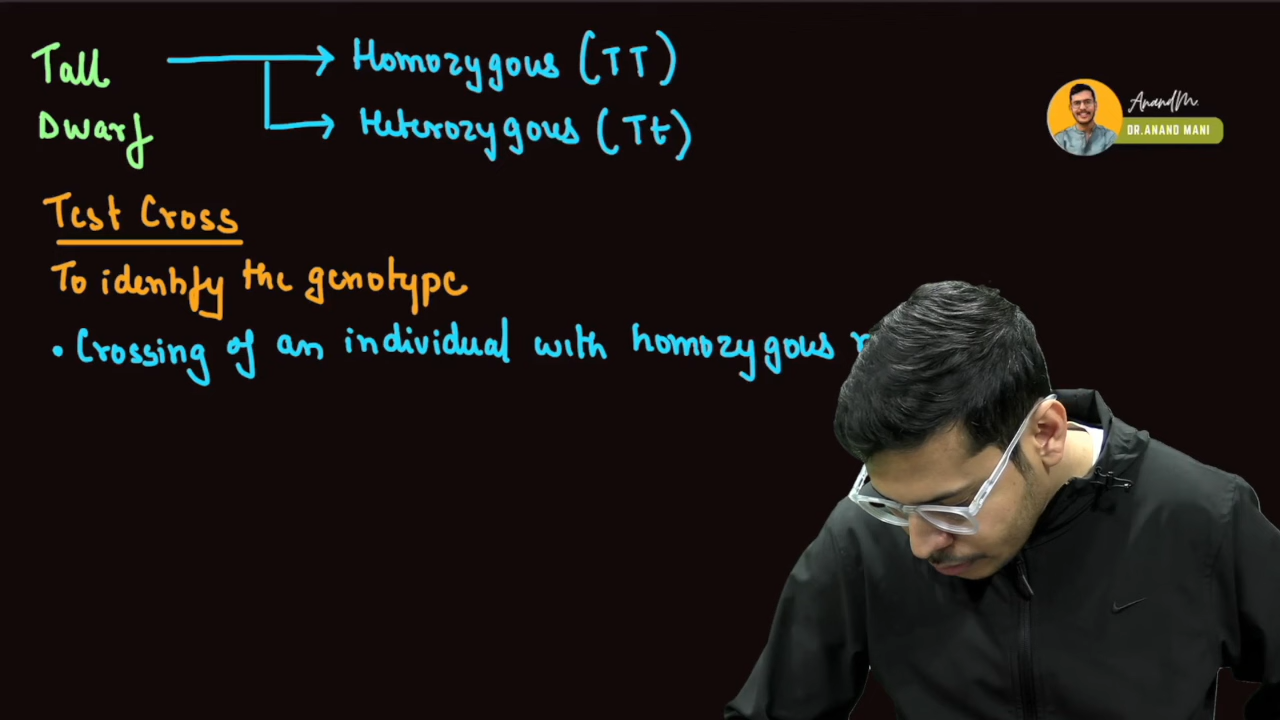 Tall → Homozygous (TT)
Dwarf → Heterozygous (Tt)
Test Cross
To identify the genotype
• Crossing of an individual with homozygous
AnandM.
DR.ANAND MANI